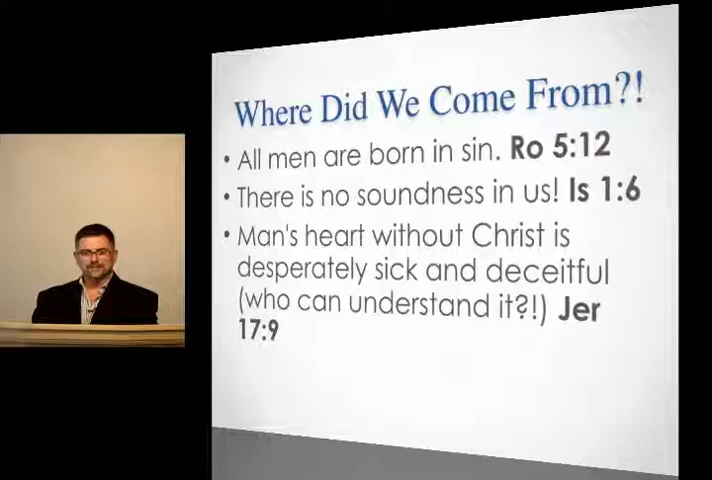 Where Did We Come From?!
• All men are born in sin. Ro 5:12
• There is no soundness in us! Is 1:6
• Man's heart without Christ is
desperately sick and deceitful
(who can understand it?!) Jer
17:9